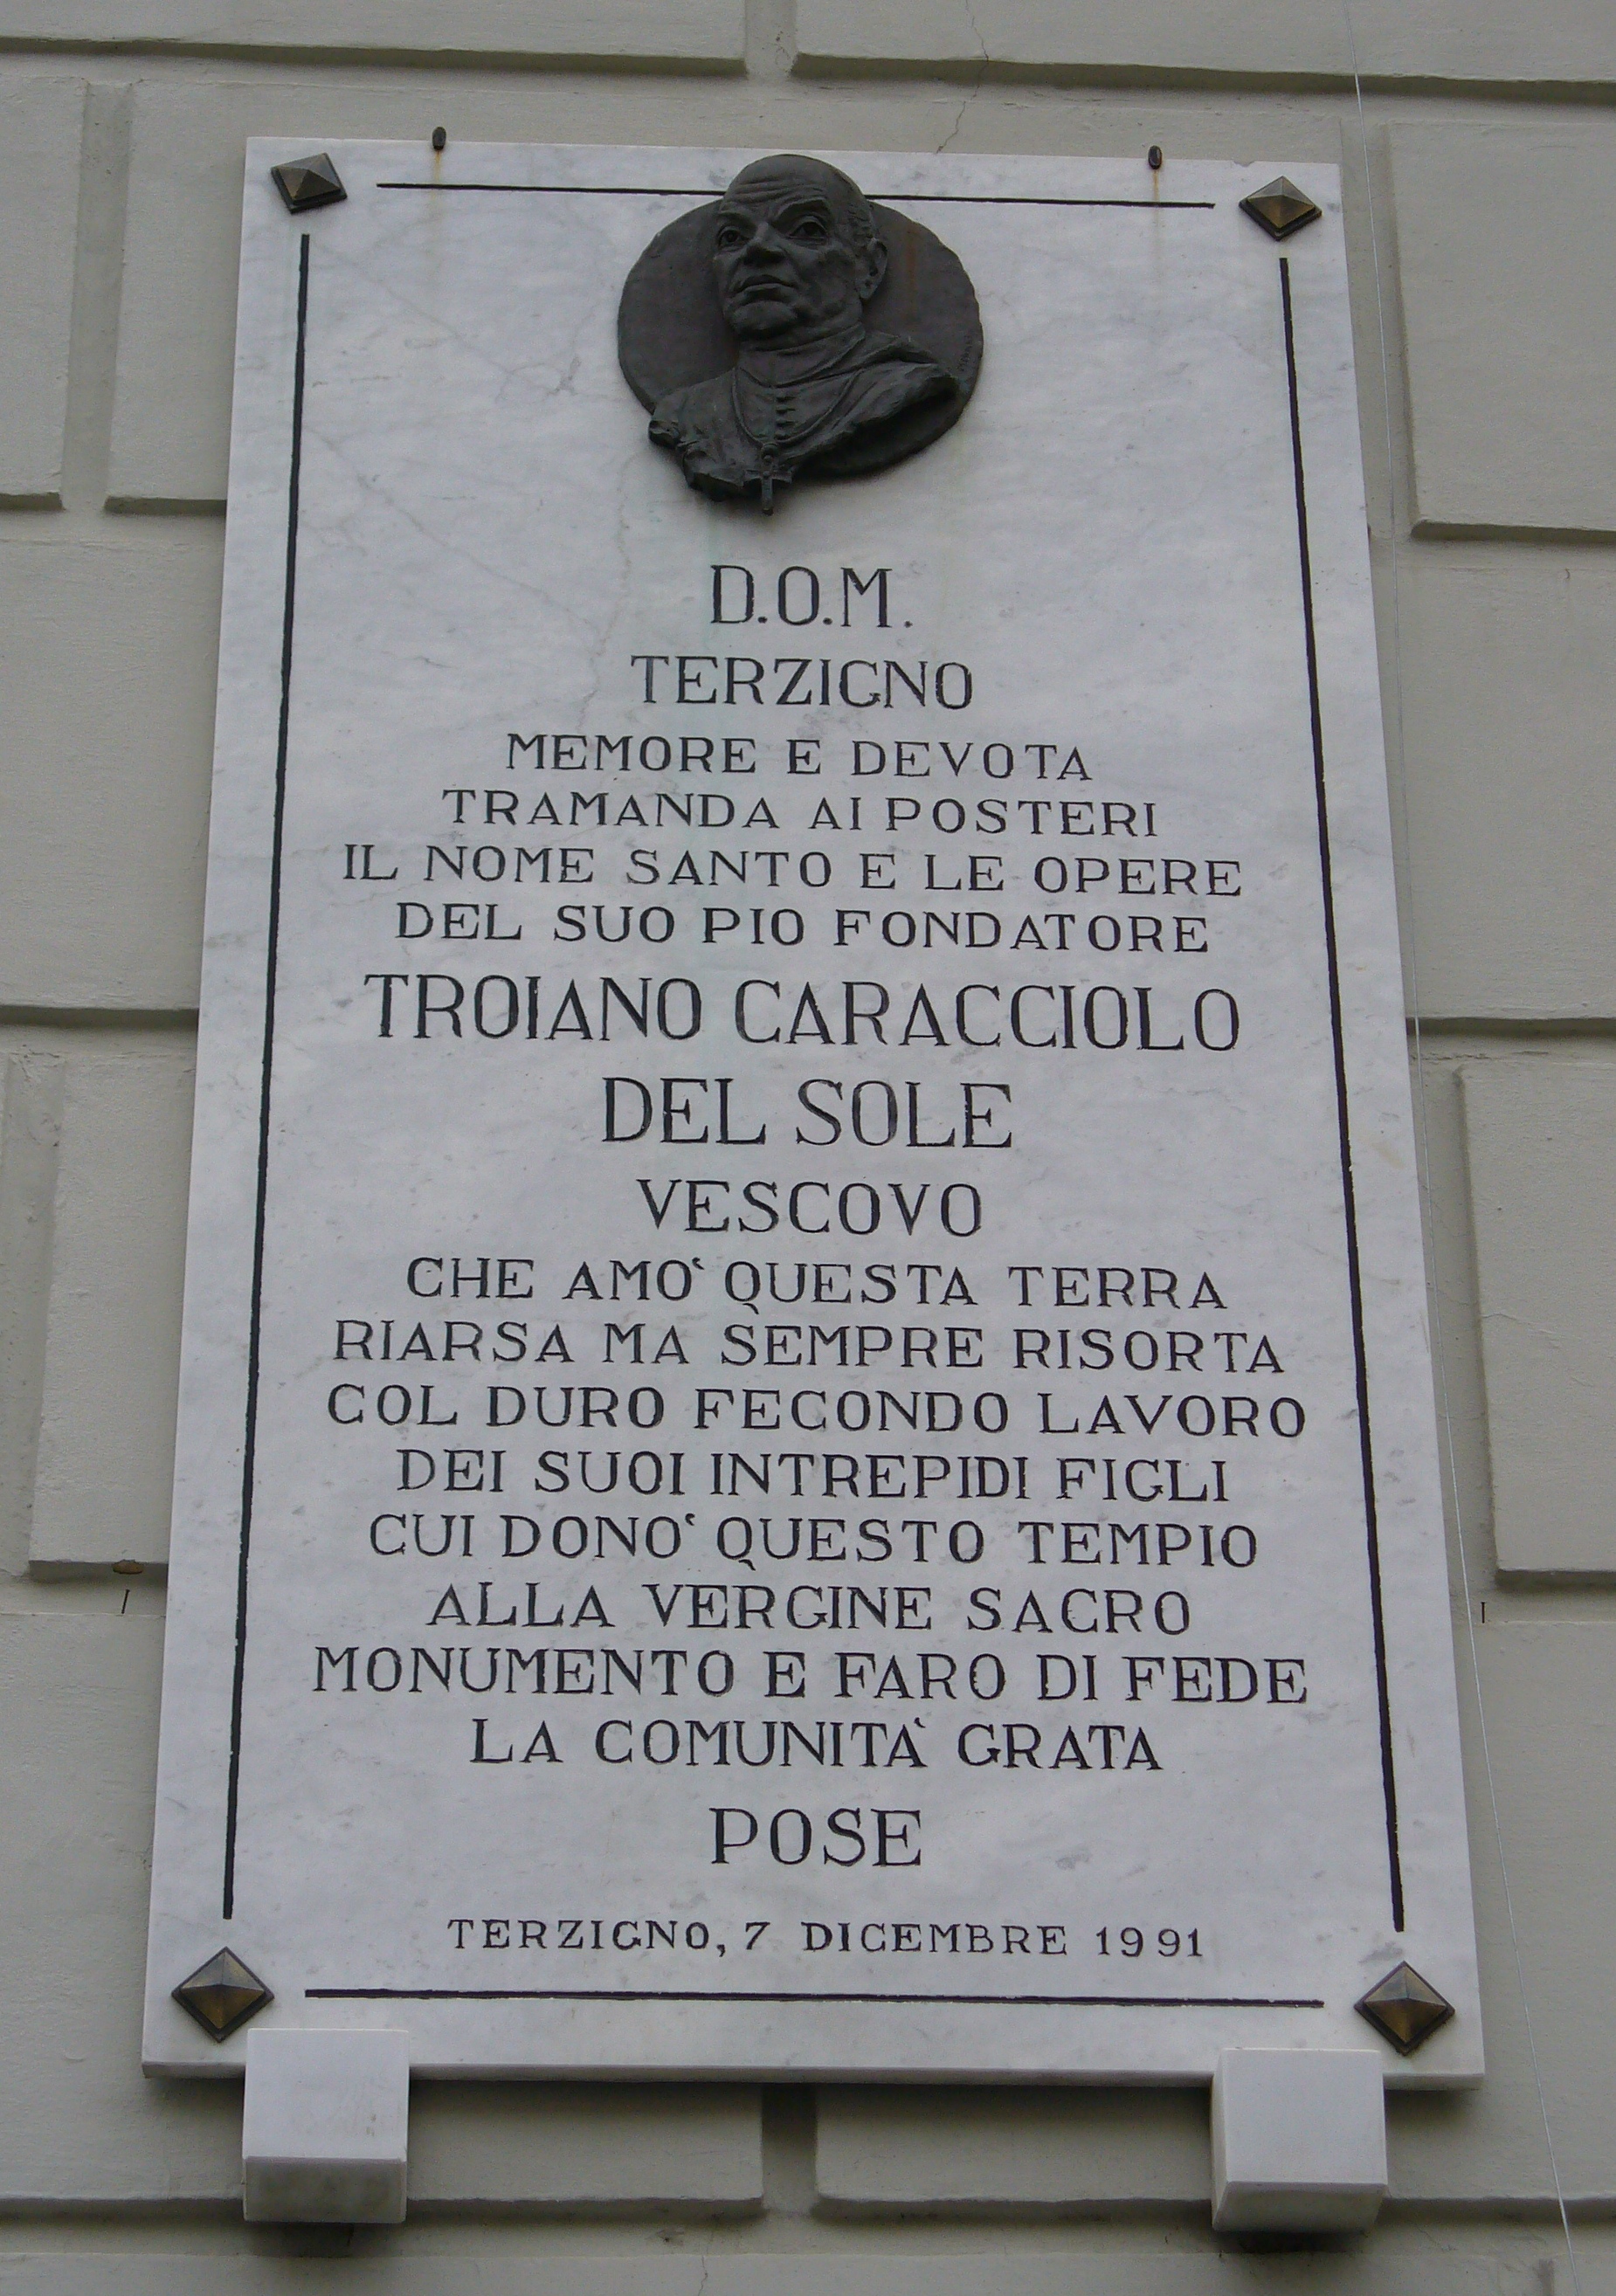 D.O.M.
TERZIGNO
MEMORE E DEVOTA
TRAMANDA AI POSTERI
IL NOME SANTO E LE OPERE
DEL SUO PIO FONDATORE
TROIANO CARACCIOLO
DEL SOLE
VESCOVO
CHE AMO' QUESTA TERRA
RIARSA MA SEMPRE RISORTA
COL DURO FECONDO LAVORO
DEI SUOI INTREPIDI FIGLI
CUI DONO' QUESTO TEMPIO
ALLA VERGINE SACRO
MONUMENTO E FARO DI FEDE
LA COMUNITA' GRATA
POSE
TERZIGNO, 7 DICEMBRE 1991